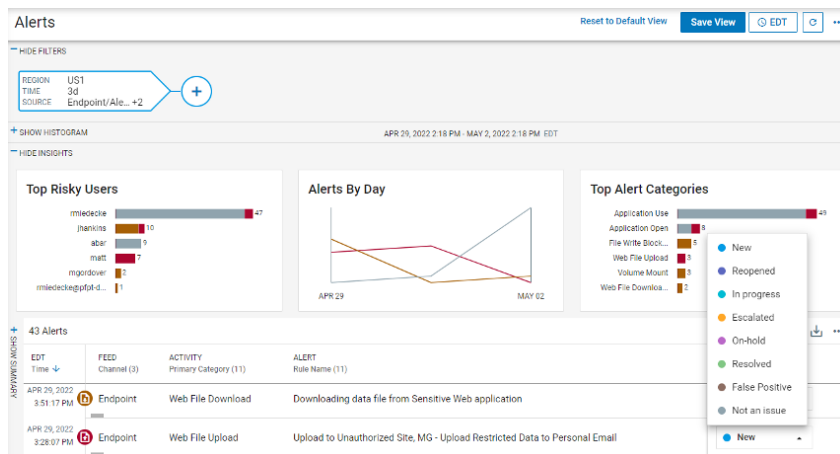 Alerts
Reset to Default View
Save View
EDT
HIDE FILTERS
REGION US1
TIME 3d
SOURCE Endpoint/Ale... +2
SHOW HISTOGRAM
APR 29, 2022 2:18 PM - MAY 2, 2022 2:18 PM EDT
HIDE INSIGHTS
Top Risky Users
rmiedecke 47
jhankins 10
abar 9
matt 7
mgordover 2
rmiedecke@pfpt-d... 1
Alerts By Day
APR 29
MAY 02
Top Alert Categories
Application Use 49
Application Open 8
File Write Block... 5
Web File Upload 3
Volume Mount 3
Web File Downloa... 2
New
Reopened
In progress
Escalated
On-hold
Resolved
False Positive
Not an issue
SHOW SUMMARY
43 Alerts
EDT FEED ACTIVITY ALERT
Time Channel (3) Primary Category (11) Rule Name (11)
APR 29, 2022
3:51:17 PM Endpoint Web File Download Downloading data file from Sensitive Web application
APR 29, 2022
3:28:07 PM Endpoint Web File Upload Upload to Unauthorized Site, MG - Upload Restricted Data to Personal Email New